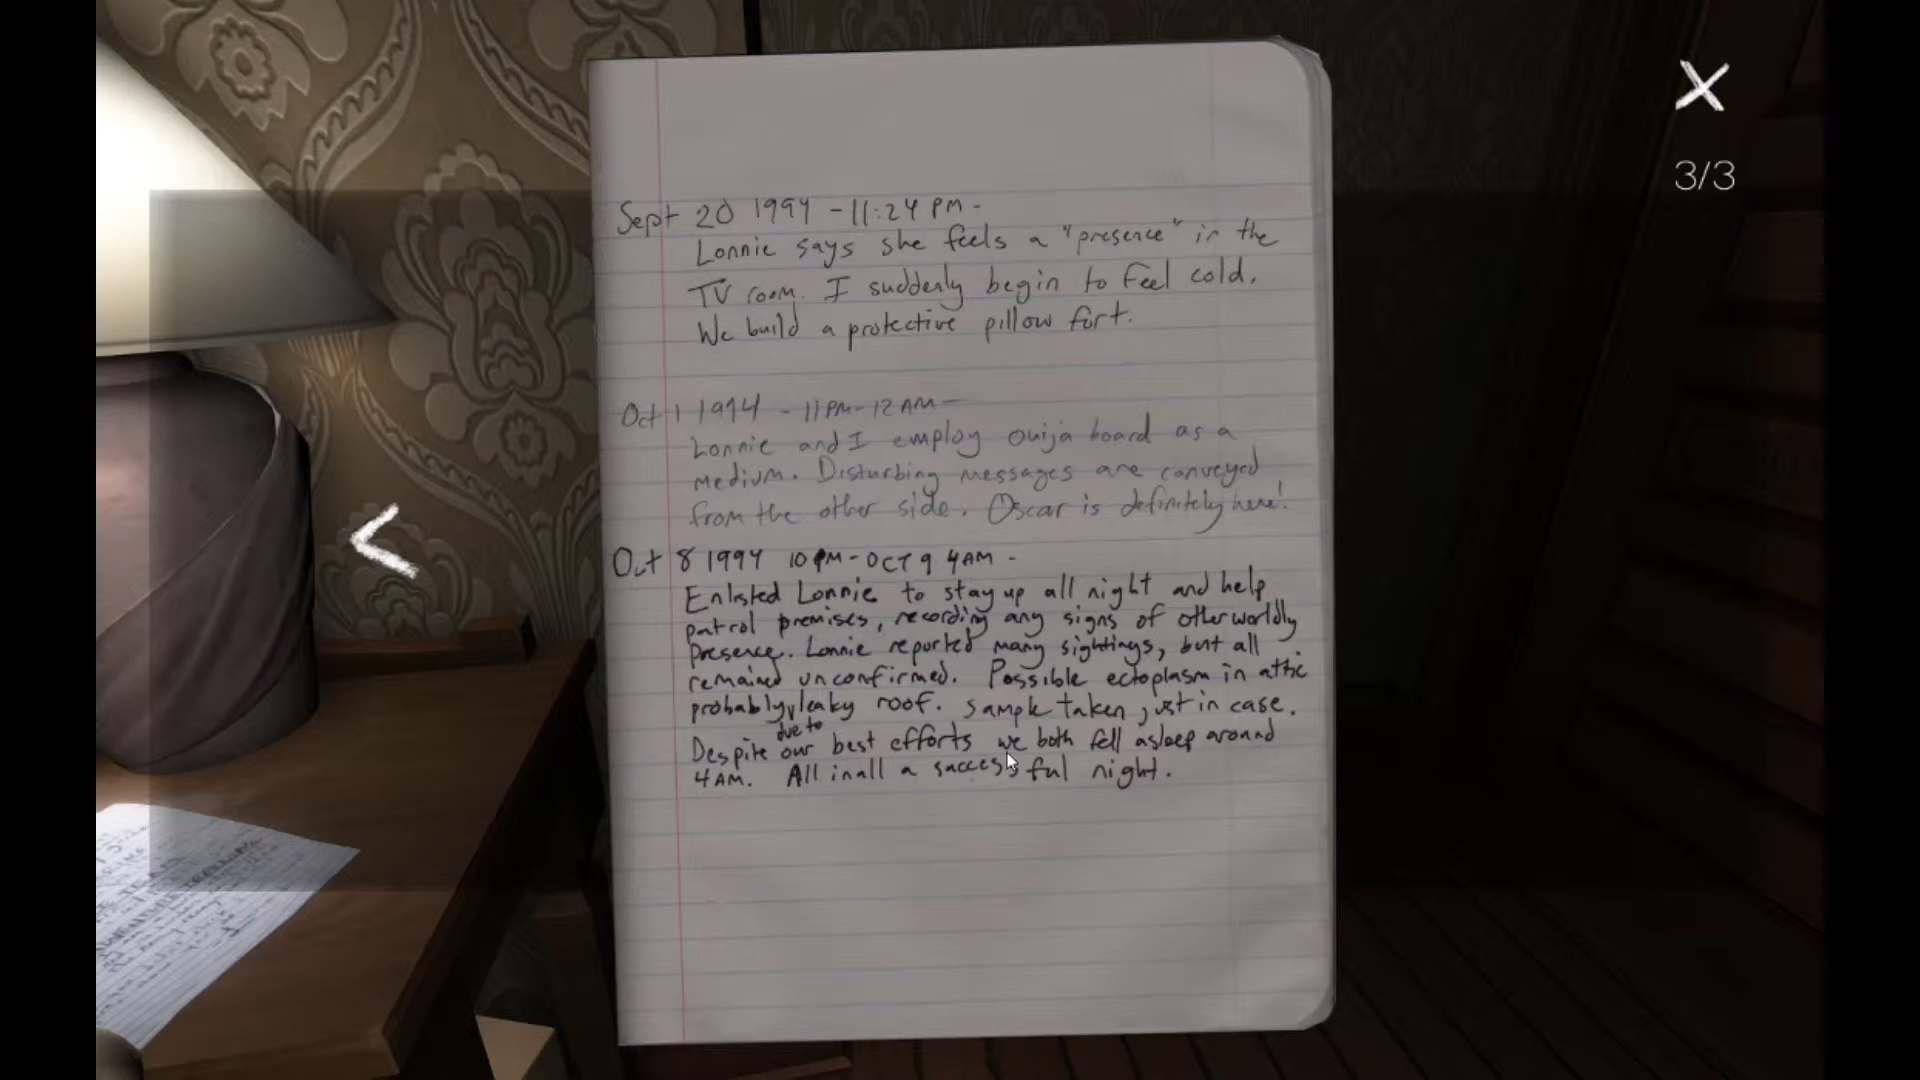 3/3
Sept 20 1994 - 11:24 PM -
Lonnie says she feels a "presence" in the
TV room. I suddenly begin to feel cold.
We build a protective pillow fort.
Oct 1 1994 - 11 PM - 12 AM -
Lonnie and I employ ouija board as a
medium. Disturbing messages are conveyed
from the other side. Oscar is definitely here!
Oct 8 1994 10 PM - OCT 9 4AM -
Enlisted Lonnie to stay up all night and help
patrol premises, recording any signs of otherworldly
presence. Lonnie reported many sightings, but all
remained unconfirmed. Possible ectoplasm in attic
probably due to leaky roof. Sample taken just in case.
Despite our best efforts we both fell asleep around
4AM. All in all a successful night.